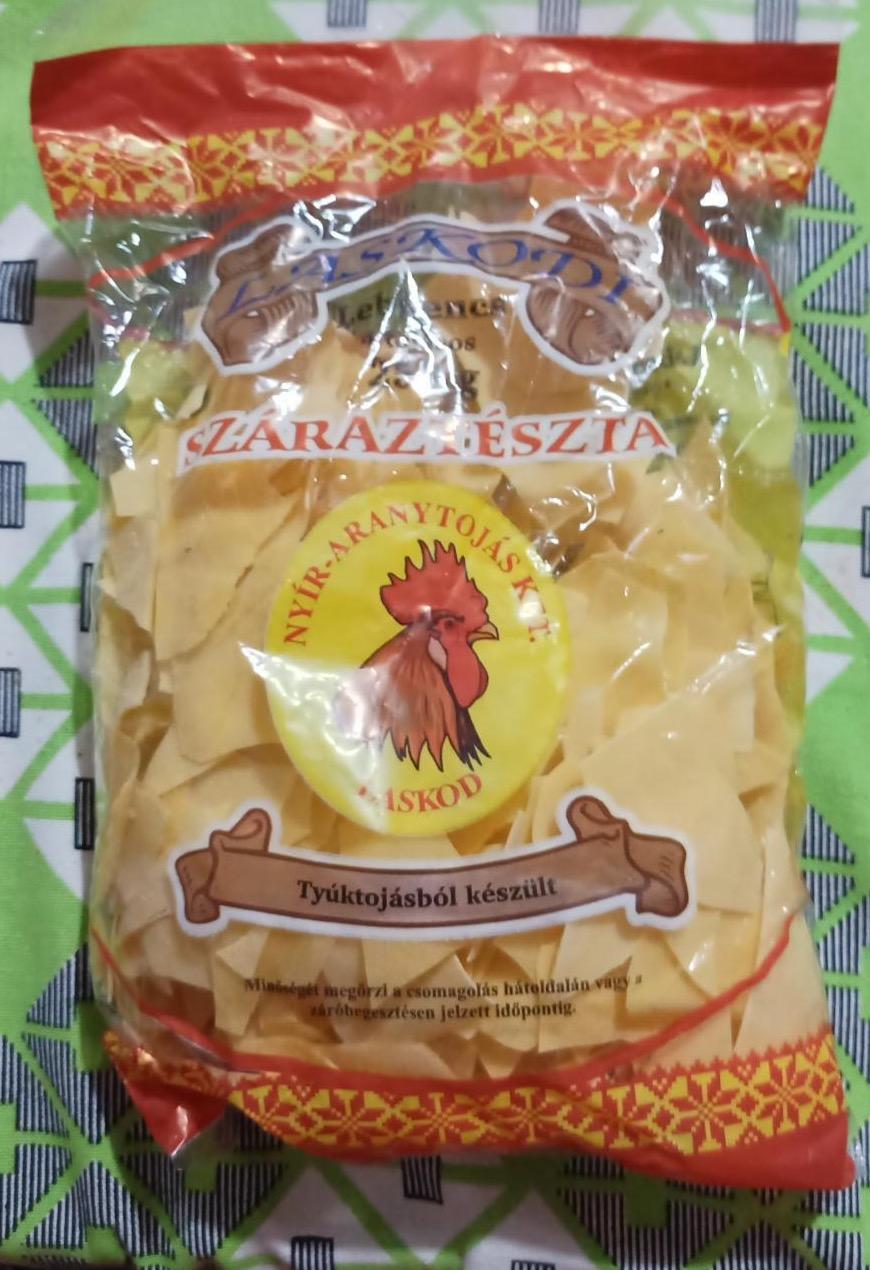 LASKODI
SZÁRAZTÉSZTA
NYÍR-ARANYTOJÁS KFT.
LASKOD
Tyúktojásból készült
Minőségét megőrzi a csomagolás hátoldalán vagy a
záróhegesztésen jelzett időpontig.